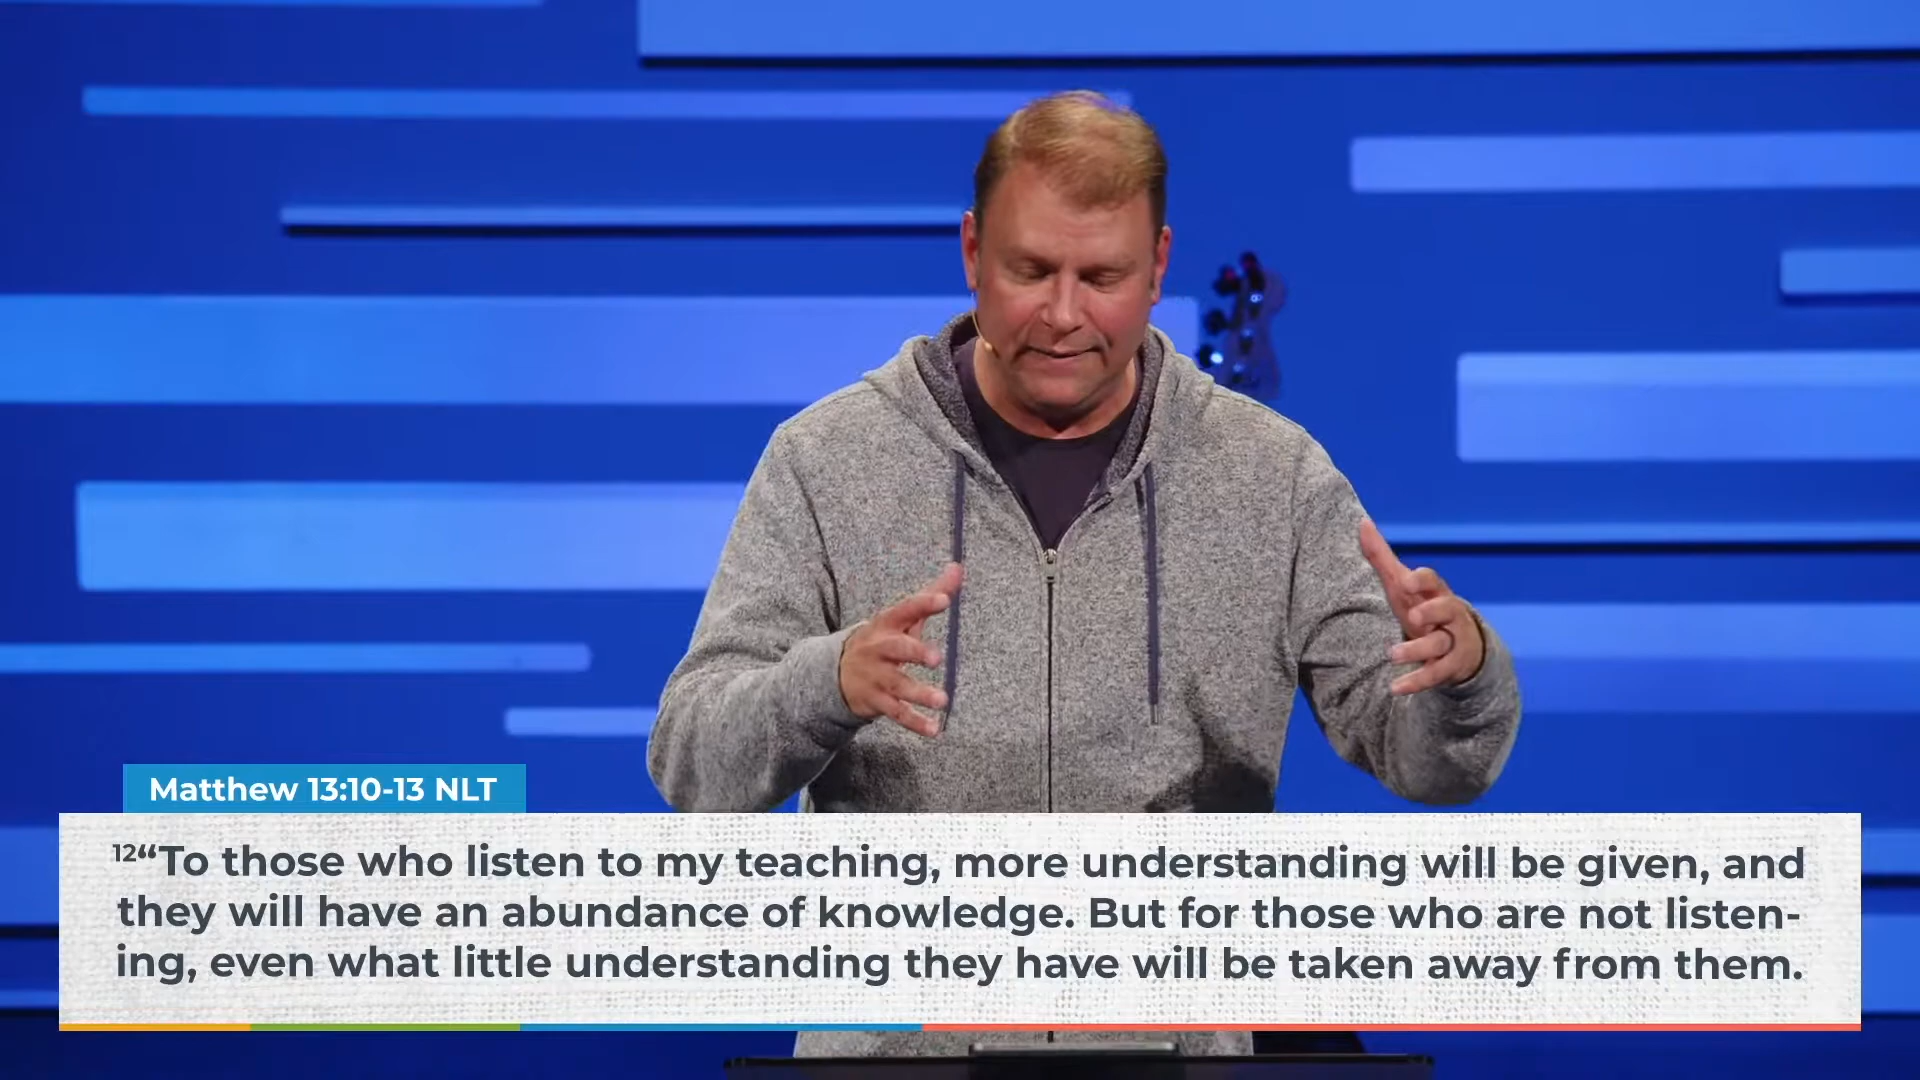 Matthew 13:10-13 NLT
12“To those who listen to my teaching, more understanding will be given, and
they will have an abundance of knowledge. But for those who are not listen-
ing, even what little understanding they have will be taken away from them.